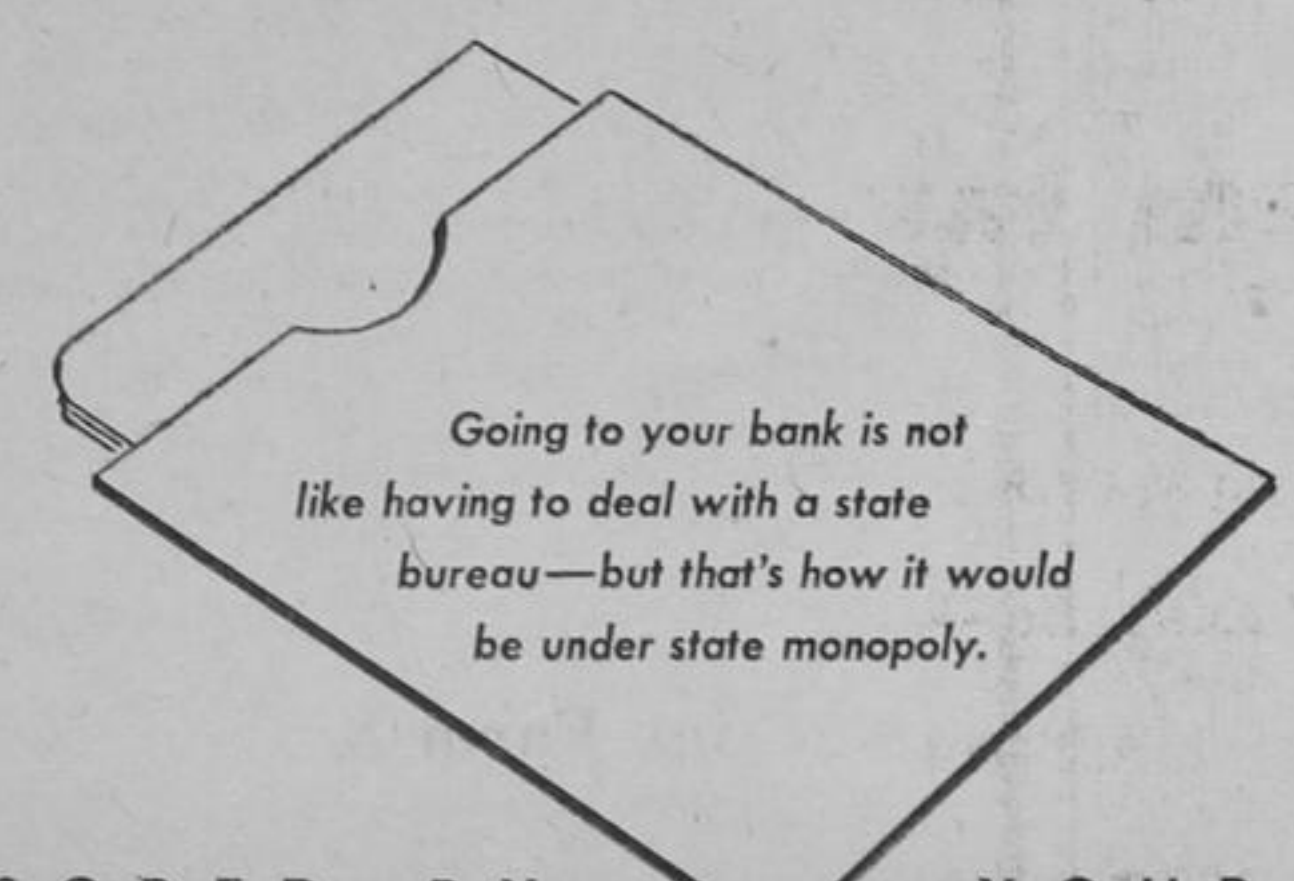 Going to your bank is not
like having to deal with a state
bureau—but that's how it would
be under state monopoly.